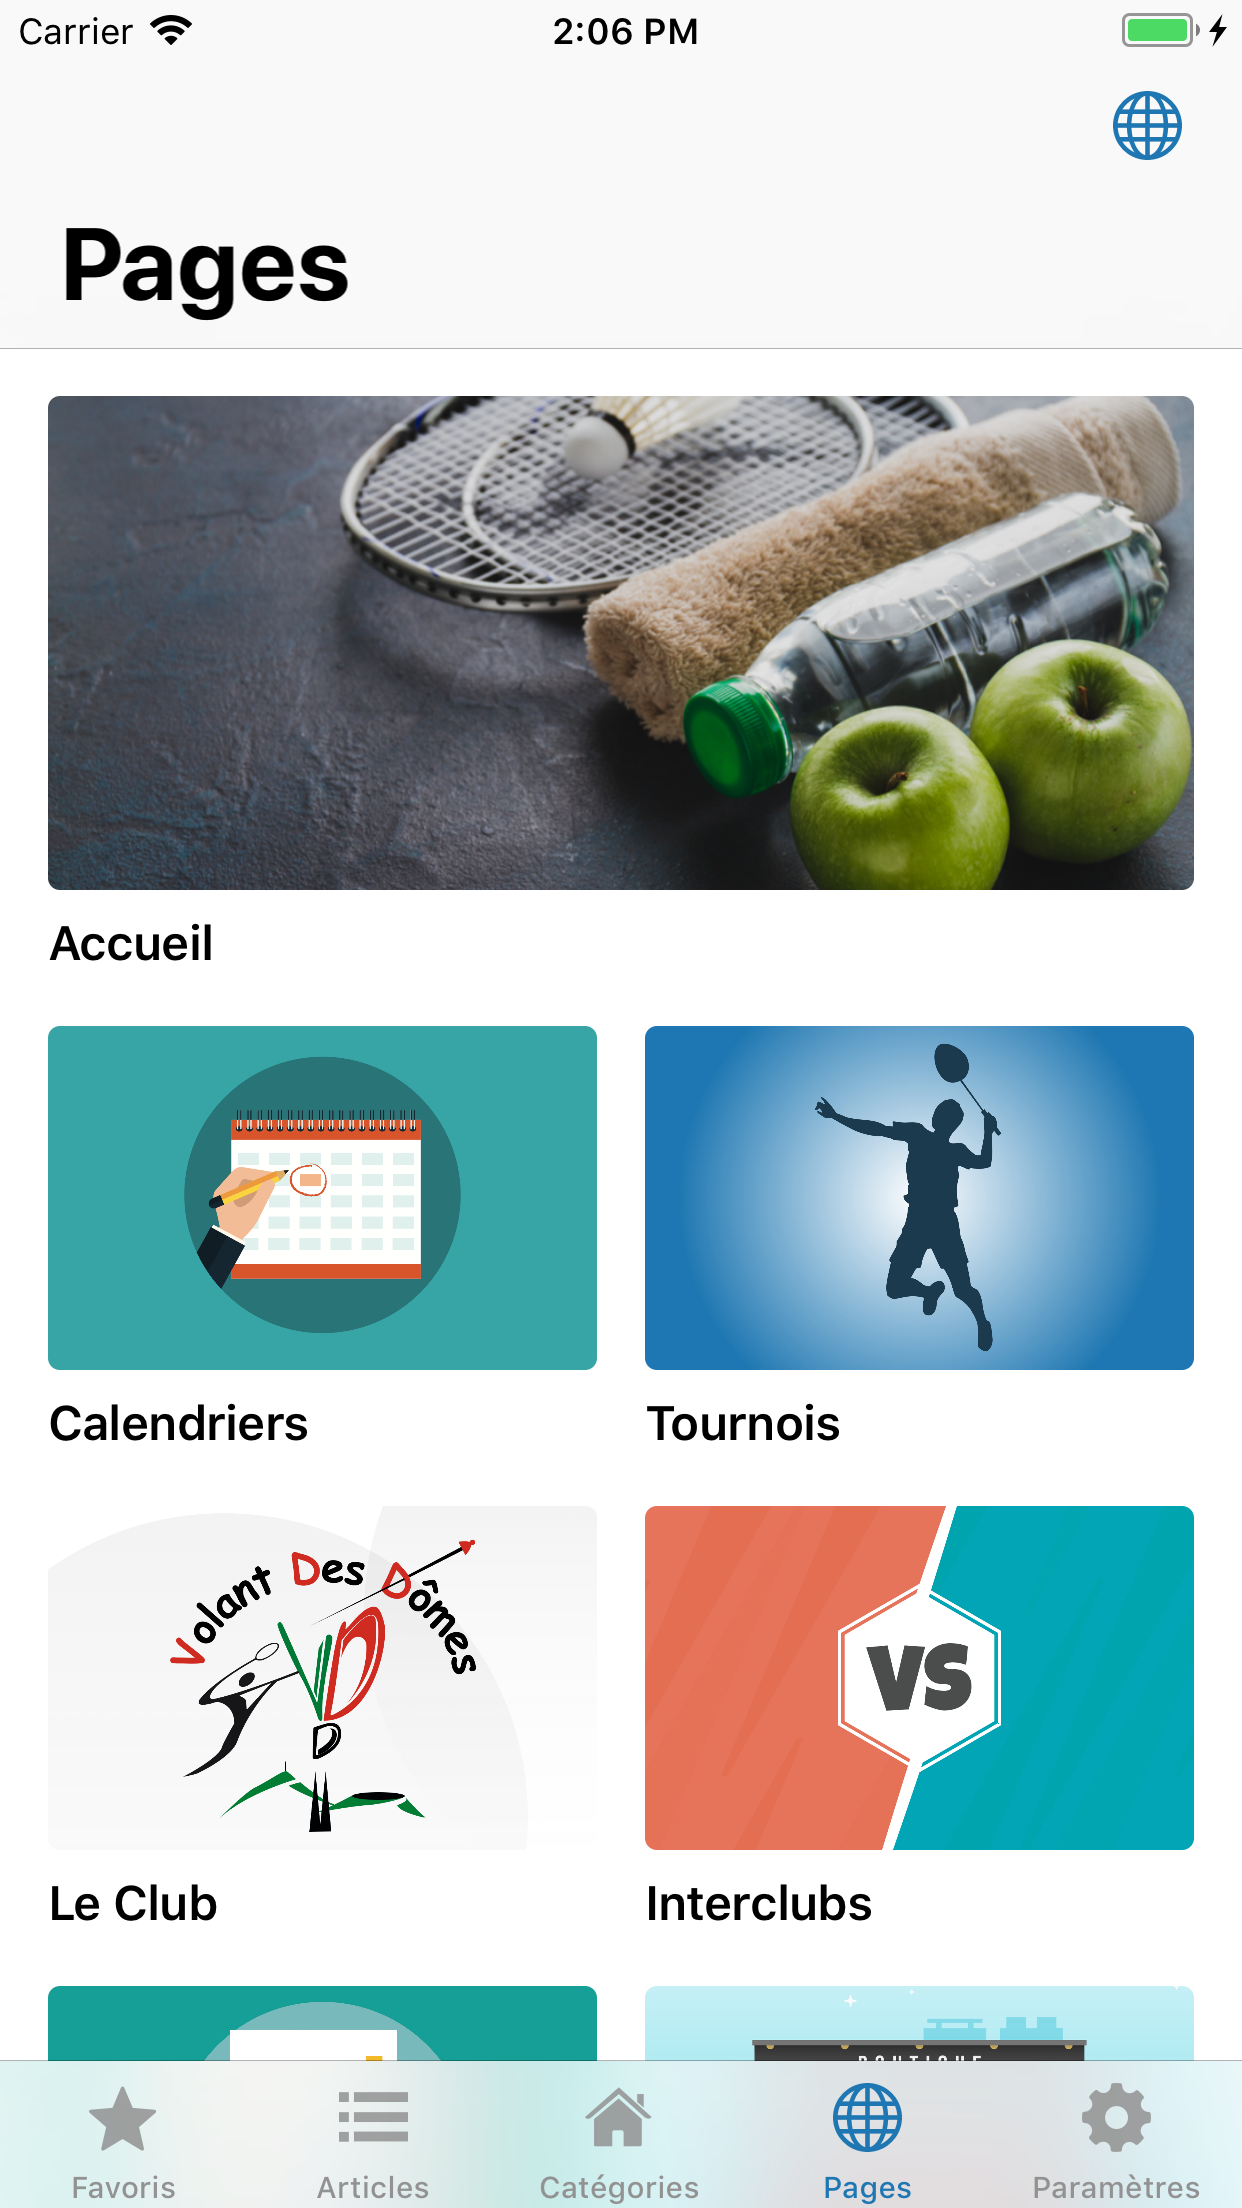 Carrier 2:06 PM
Pages
Accueil
Calendriers Tournois
Volant Des Dômes
VD
D
VS
Le Club Interclubs
BOUTIQUE
Favoris Articles Catégories Pages Paramètres